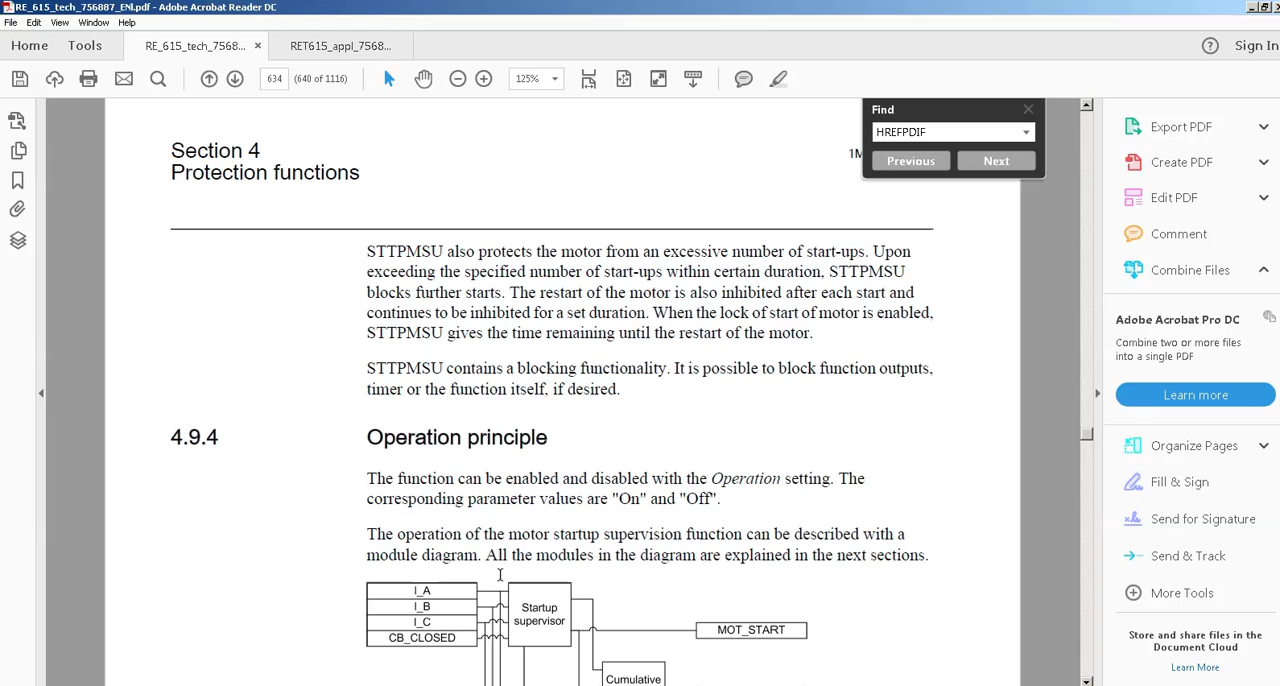 RE_615_tech_756887_ENl.pdf - Adobe Acrobat Reader DC
File Edit View Window Help
Home Tools RE_615_tech_7568... × RET615_appl_7568... Sign In
634 (640 of 1116) 125%
Find
HREFPDIF
Previous Next
Section 4
Protection functions
1M
STTPMSU also protects the motor from an excessive number of start-ups. Upon
exceeding the specified number of start-ups within certain duration, STTPMSU
blocks further starts. The restart of the motor is also inhibited after each start and
continues to be inhibited for a set duration. When the lock of start of motor is enabled,
STTPMSU gives the time remaining until the restart of the motor.
STTPMSU contains a blocking functionality. It is possible to block function outputs,
timer or the function itself, if desired.
4.9.4 Operation principle
The function can be enabled and disabled with the Operation setting. The
corresponding parameter values are "On" and "Off".
The operation of the motor startup supervision function can be described with a
module diagram. All the modules in the diagram are explained in the next sections.
I_A
I_B
I_C
CB_CLOSED
Startup
supervisor
MOT_START
Cumulative
Export PDF
Create PDF
Edit PDF
Comment
Combine Files
Adobe Acrobat Pro DC
Combine two or more files
into a single PDF
Learn more
Organize Pages
Fill & Sign
Send for Signature
Send & Track
More Tools
Store and share files in the
Document Cloud
Learn More